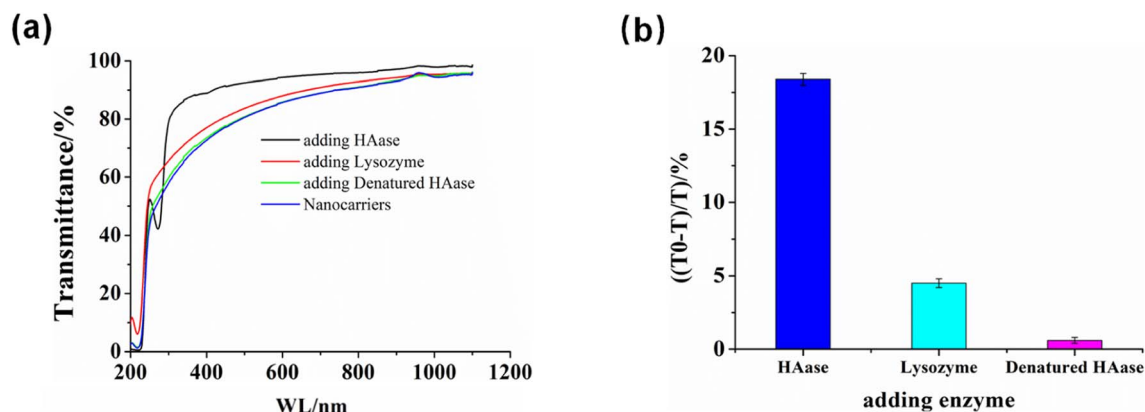 (a)
100
80
60
40
20
0
Transmittance/%
adding HAase
adding Lysozyme
adding Denatured HAase
Nanocarriers
200 400 600 800 1000 1200
WL/nm
(b)
20
15
10
5
0
((T0-T)/T)/%
HAase Lysozyme Denatured HAase
adding enzyme